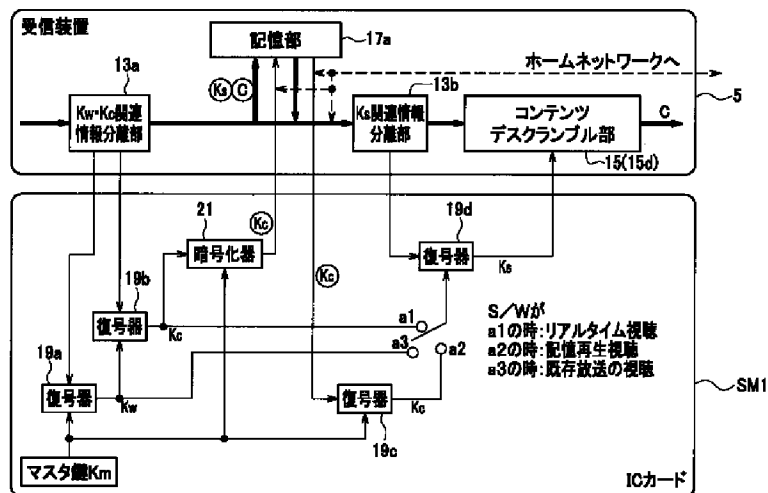 受信装置
記憶部
17a
ホームネットワークへ
13a
Ks
C
13b
Kw・Kc関連
情報分離部
Ks関連情報
分離部
コンテンツ
デスクランブル部
C
5
15(15d)
21
Kc
19d
暗号化器
Kc
復号器
Ks
19b
復号器
Kc
a1
a3
a2
S/Wが
a1の時:リアルタイム視聴
a2の時:記憶再生視聴
a3の時:既存放送の視聴
19a
復号器
Kw
復号器
Kc
19c
SM1
マスタ鍵Km
ICカード